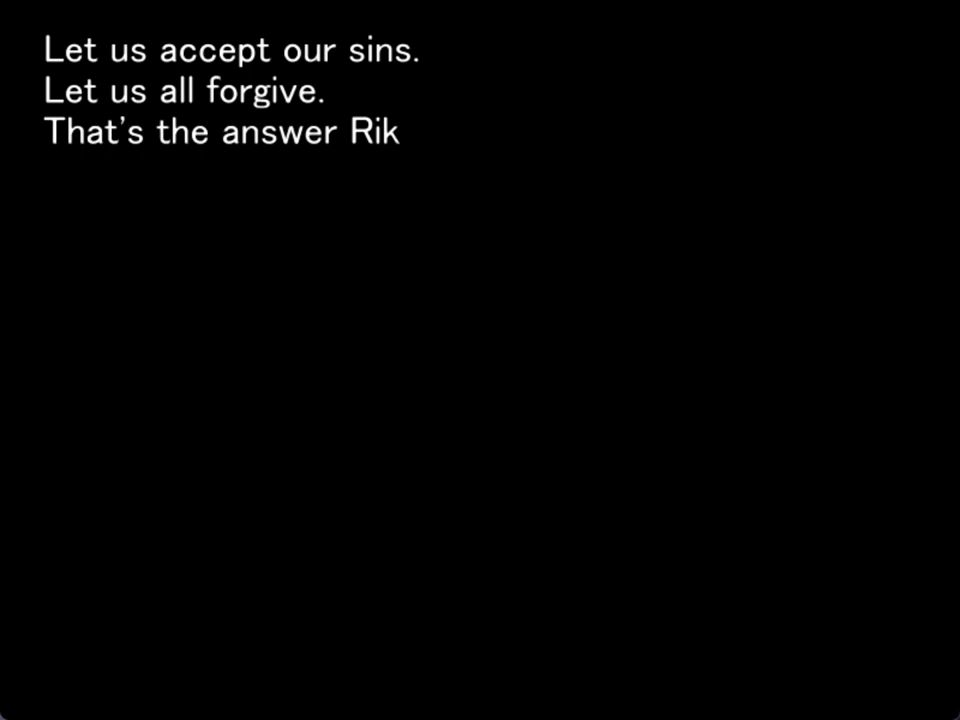 Let us accept our sins.
Let us all forgive.
That's the answer Rik